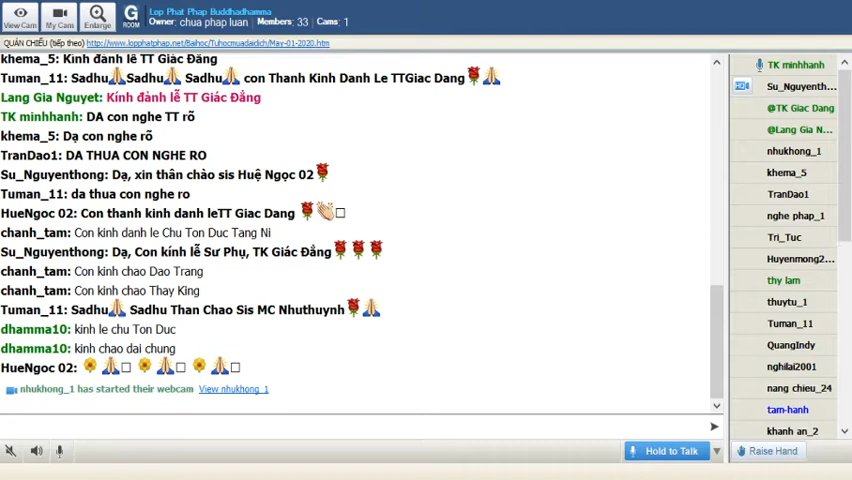 Lop Phat Phap Buddhadhamma
Owner: chua phap luan Members: 33 Cams: 1
View Cam
My Cam
Enlarge
G
ROOM
QUÁN CHIẾU (tiếp theo) http://www.lopphatphap.net/Baihoc/Tuhocmuadaidich/May-01-2020.htm
khema_5: Kính đảnh lễ TT Giác Đẳng
Tuman_11: Sadhu🙏Sadhu🙏 Sadhu🙏 con Thanh Kinh Danh Le TTGiac Dang🌹🙏
Lang Gia Nguyet: Kính đảnh lễ TT Giác Đẳng
TK minhhanh: DA con nghe TT rõ
khema_5: Dạ con nghe rõ
TranDao1: DA THUA CON NGHE RO
Su_Nguyenthong: Dạ, xin thân chào sis Huệ Ngọc 02🌹
Tuman_11: da thua con nghe ro
HueNgoc 02: Con thanh kinh danh leTT Giac Dang 🌹👏□
chanh_tam: Con kinh danh le Chu Ton Duc Tang Ni
Su_Nguyenthong: Dạ, Con kính lễ Sư Phụ, TK Giác Đẳng🌹🌹🌹
chanh_tam: Con kinh chao Dao Trang
chanh_tam: Con kinh chao Thay King
Tuman_11: Sadhu🙏 Sadhu Than Chao Sis MC Nhuthuynh🌹🙏
dhamma10: kinh le chu Ton Duc
dhamma10: kinh chao dai chung
HueNgoc 02: 🌼🙏□ 🌼🙏□ 🌼🙏□
nhukhong_1 has started their webcam View nhukhong_1
TK minhhanh
Su_Nguyenth...
@TK Giac Dang
@Lang Gia N...
nhukhong_1
khema_5
TranDao1
nghe phap_1
Tri_Tuc
Huyenmong2...
thy lam
thuytu_1
Tuman_11
QuangIndy
nghilai2001
nang chieu_24
tam-hanh
khanh an_2
Hold to Talk
Raise Hand